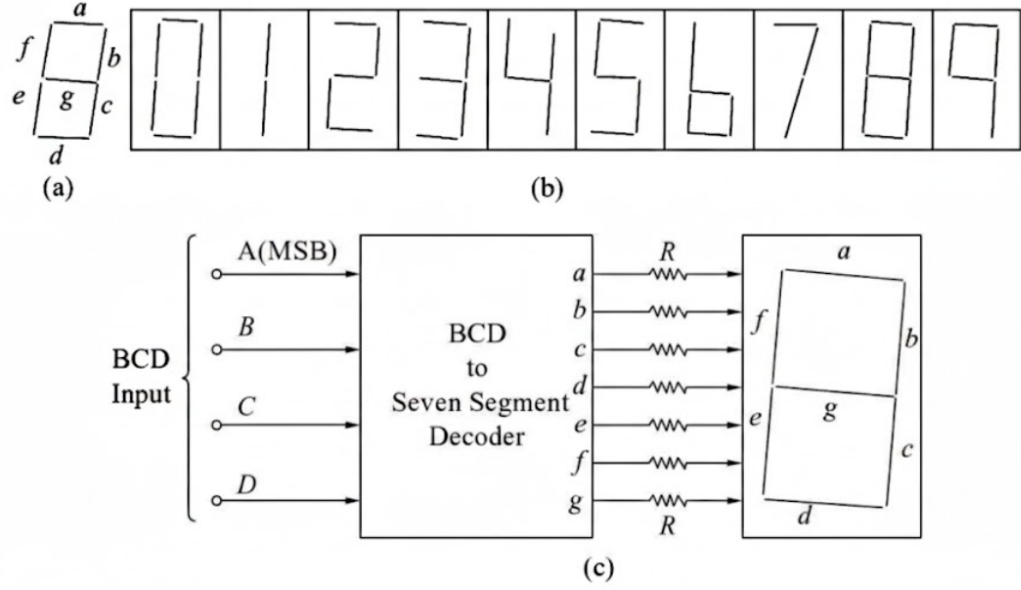 a
f
b
g
e
c
d
(a)
0 1 2 3 4 5 6 7 8 9
(b)
A(MSB)
B
C
D
BCD
Input
BCD
to
Seven Segment
Decoder
a
b
c
d
e
f
g
R
R
a
f
b
g
e
c
d
(c)